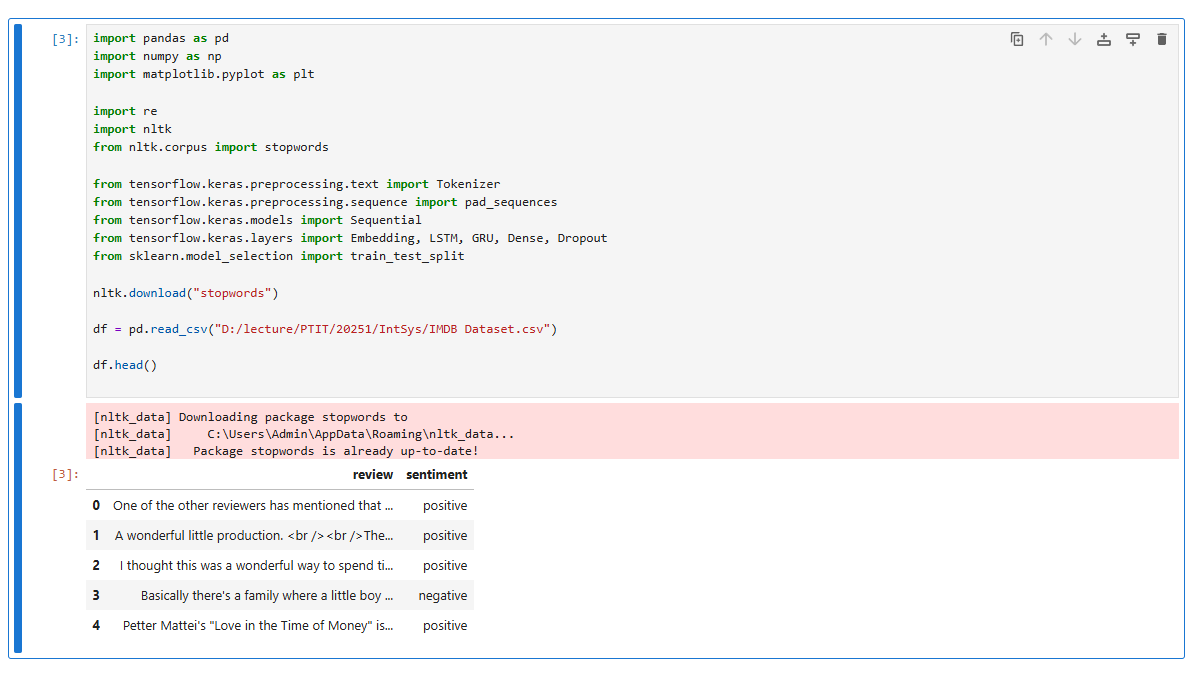 [3]:
import pandas as pd
import numpy as np
import matplotlib.pyplot as plt
import re
import nltk
from nltk.corpus import stopwords
from tensorflow.keras.preprocessing.text import Tokenizer
from tensorflow.keras.preprocessing.sequence import pad_sequences
from tensorflow.keras.models import Sequential
from tensorflow.keras.layers import Embedding, LSTM, GRU, Dense, Dropout
from sklearn.model_selection import train_test_split
nltk.download("stopwords")
df = pd.read_csv("D:/lecture/PTIT/20251/IntSys/IMDB Dataset.csv")
df.head()
[nltk_data] Downloading package stopwords to
[nltk_data]     C:\Users\Admin\AppData\Roaming\nltk_data...
[nltk_data]   Package stopwords is already up-to-date!
[3]:
review sentiment
0 One of the other reviewers has mentioned that ... positive
1 A wonderful little production. <br /><br />The... positive
2 I thought this was a wonderful way to spend ti... positive
3 Basically there's a family where a little boy ... negative
4 Petter Mattei's "Love in the Time of Money" is... positive